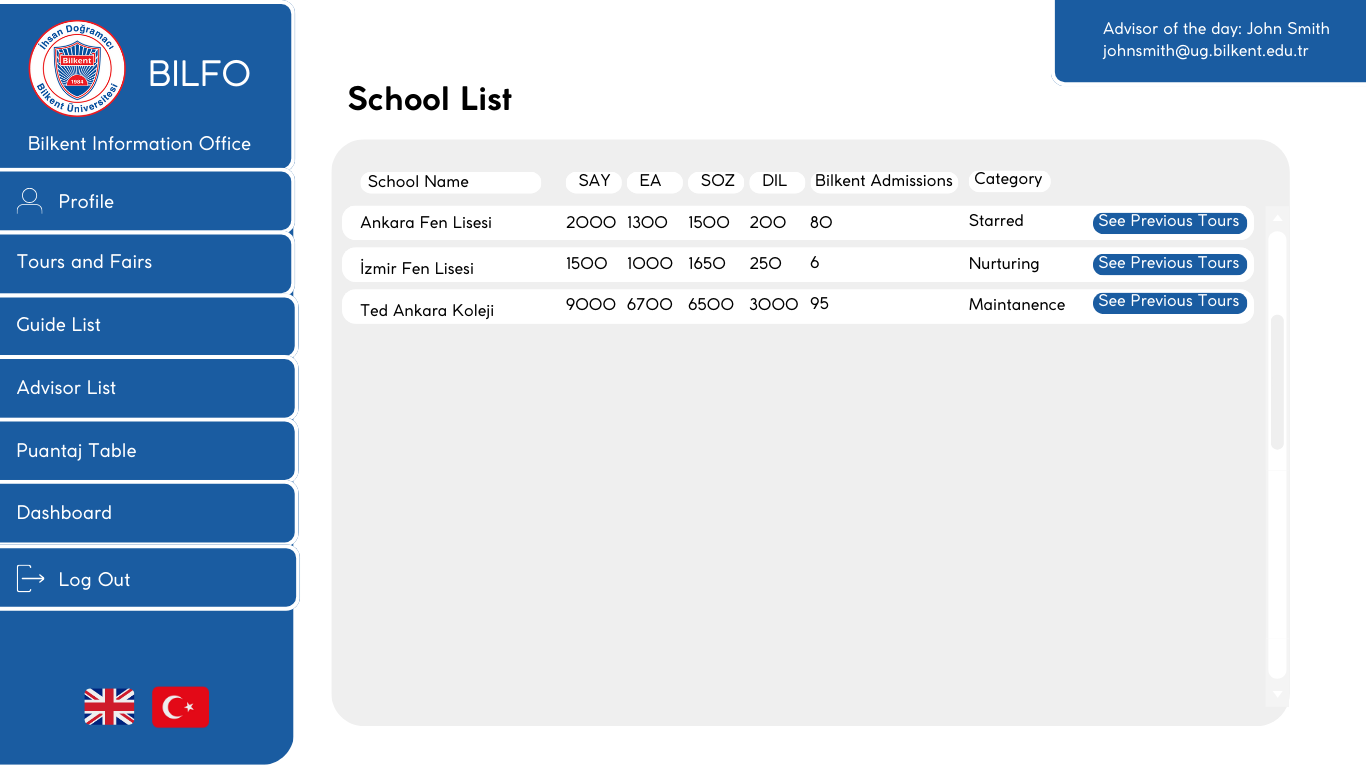 İhsan Doğramacı
Bilkent
1984
Bilkent Üniversitesi
BILFO
Bilkent Information Office
Profile
Tours and Fairs
Guide List
Advisor List
Puantaj Table
Dashboard
Log Out
Advisor of the day: John Smith
johnsmith@ug.bilkent.edu.tr
School List
School Name SAY EA SOZ DIL Bilkent Admissions Category
Ankara Fen Lisesi 2000 1300 1500 200 80 Starred See Previous Tours
İzmir Fen Lisesi 1500 1000 1650 250 6 Nurturing See Previous Tours
Ted Ankara Koleji 9000 6700 6500 3000 95 Maintanence See Previous Tours